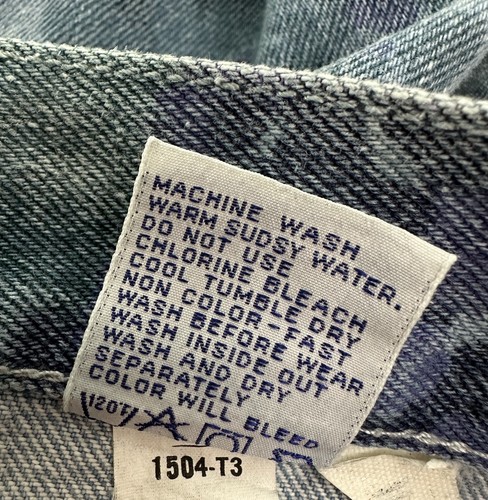 MACHINE WASH
WARM SUDSY WATER.
DO NOT USE
CHLORINE BLEACH
COOL TUMBLE DRY
NON COLOR-FAST
WASH BEFORE WEAR
WASH INSIDE OUT
WASH AND DRY
SEPARATELY
COLOR WILL BLEED
120F
1504-T3